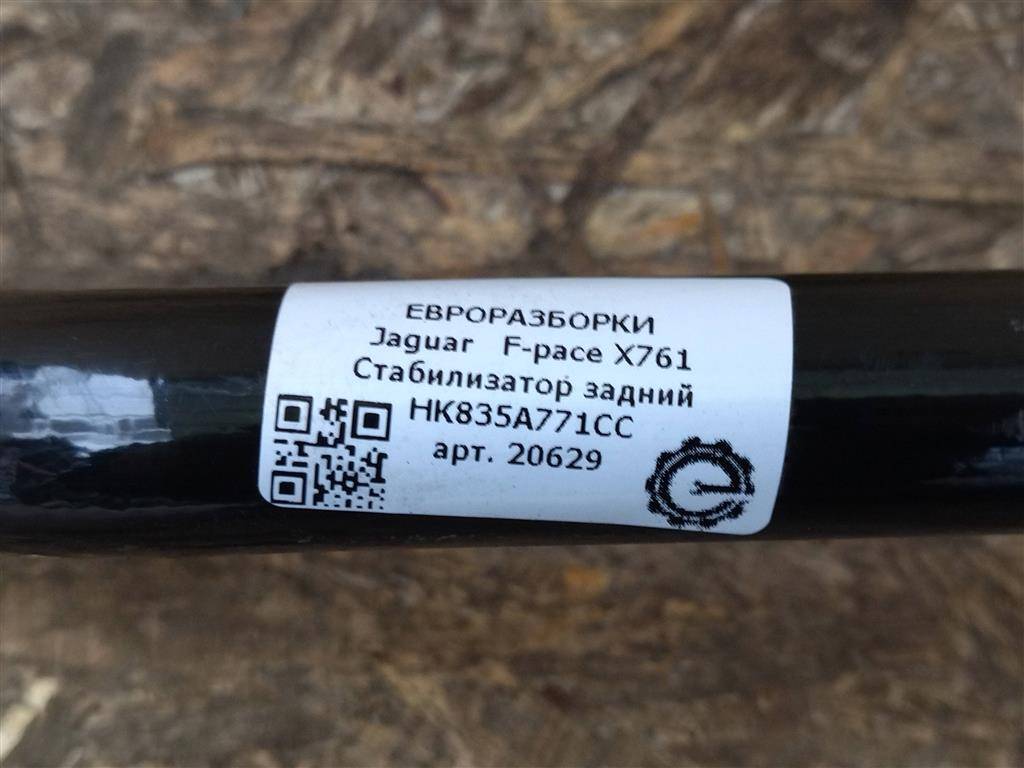 ЕВРОРАЗБОРКИ
Jaguar F-pace X761
Стабилизатор задний
HK835A771CC
арт. 20629